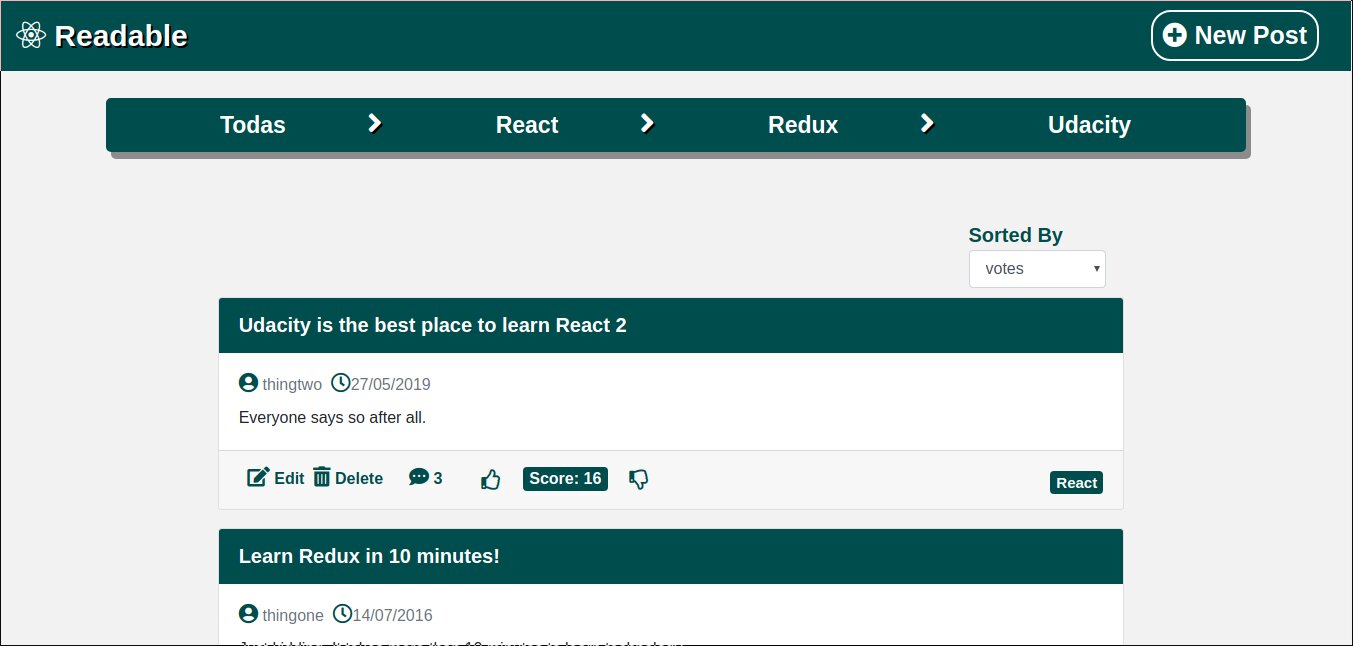 Readable
New Post
Todas React Redux Udacity
Sorted By
votes
Udacity is the best place to learn React 2
thingtwo 27/05/2019
Everyone says so after all.
Edit Delete 3 Score: 16 React
Learn Redux in 10 minutes!
thingone 14/07/2016